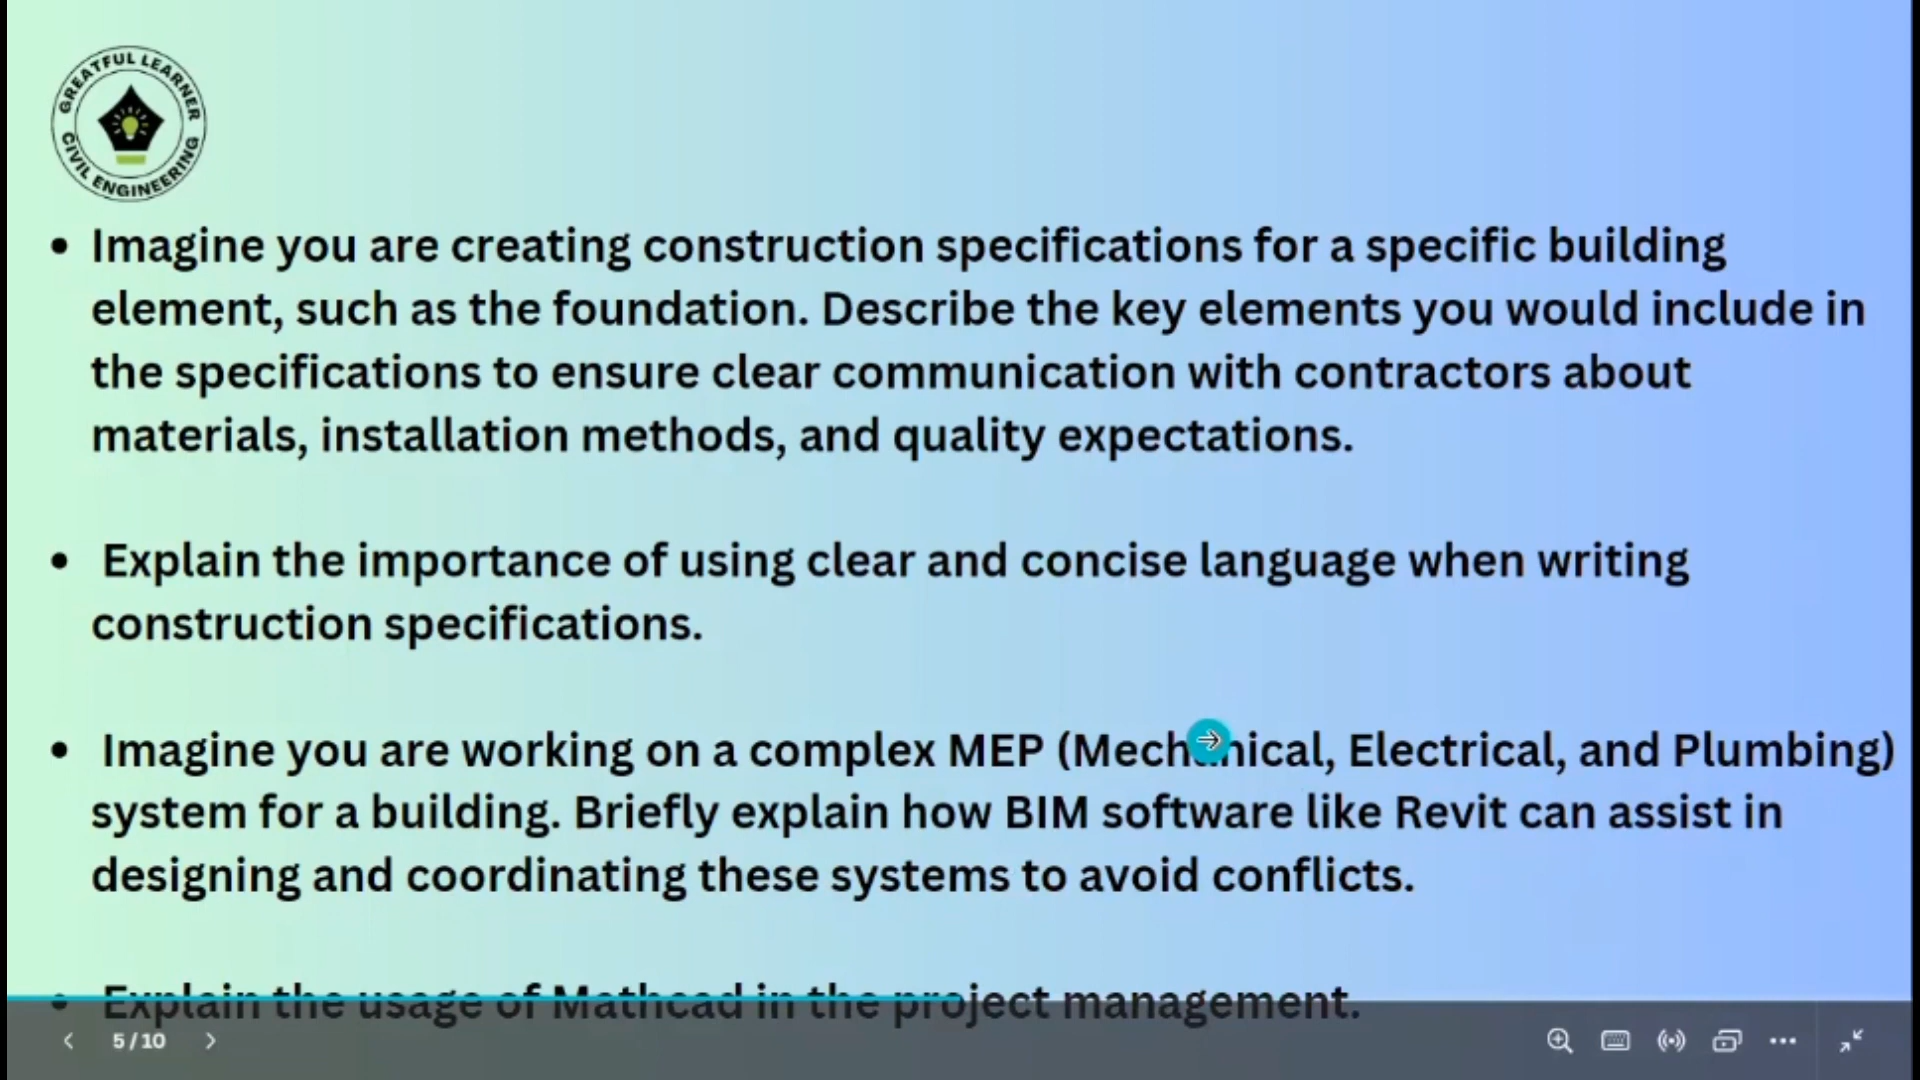 GREATFUL LEARNER
CIVIL ENGINEERING
• Imagine you are creating construction specifications for a specific building
element, such as the foundation. Describe the key elements you would include in
the specifications to ensure clear communication with contractors about
materials, installation methods, and quality expectations.
• Explain the importance of using clear and concise language when writing
construction specifications.
• Imagine you are working on a complex MEP (Mechanical, Electrical, and Plumbing)
system for a building. Briefly explain how BIM software like Revit can assist in
designing and coordinating these systems to avoid conflicts.
• Explain the usage of Mathcad in the project management.
5 / 10